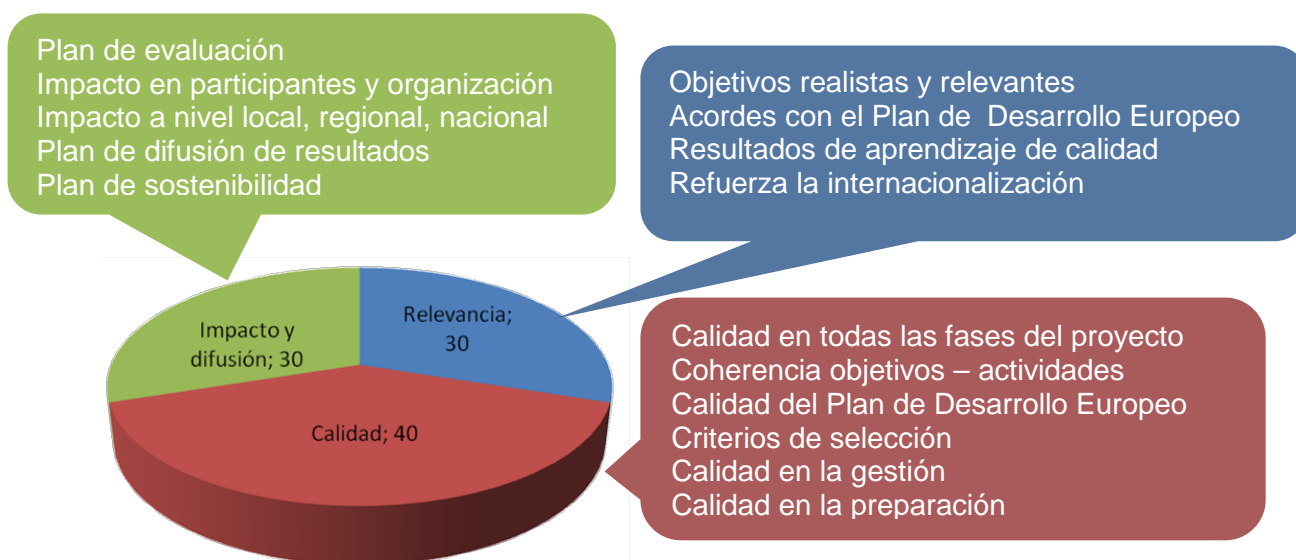 Plan de evaluación
Impacto en participantes y organización
Impacto a nivel local, regional, nacional
Plan de difusión de resultados
Plan de sostenibilidad
Objetivos realistas y relevantes
Acordes con el Plan de Desarrollo Europeo
Resultados de aprendizaje de calidad
Refuerza la internacionalización
Impacto y
difusión; 30
Relevancia;
30
Calidad; 40
Calidad en todas las fases del proyecto
Coherencia objetivos – actividades
Calidad del Plan de Desarrollo Europeo
Criterios de selección
Calidad en la gestión
Calidad en la preparación